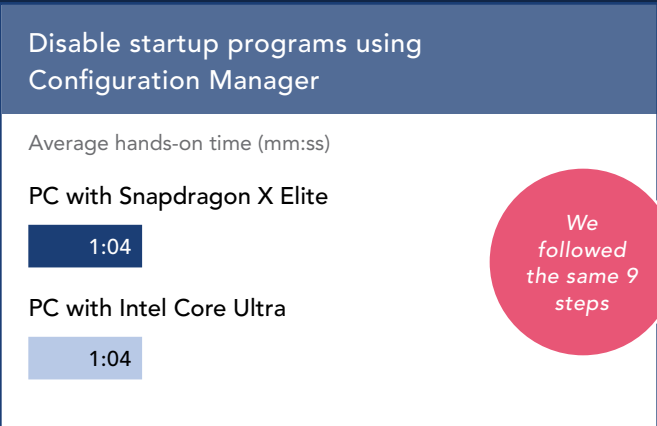 Disable startup programs using
Configuration Manager
Average hands-on time (mm:ss)
PC with Snapdragon X Elite
1:04
PC with Intel Core Ultra
1:04
We
followed
the same 9
steps